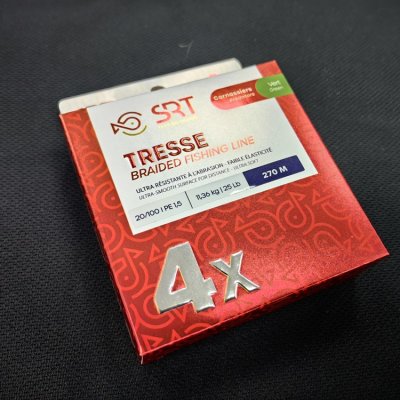 SRT
Carnassiers
Predators
Vert
Green
TRESSE
BRAIDED FISHING LINE
ULTRA RÉSISTANTE À L'ABRASION - FAIBLE ÉLASTICITÉ
ULTRA-SMOOTH SURFACE FOR DISTANCE - ULTRA SOFT
20/100 | PE 1,5
11,36 kg | 25 Lb
270 M
4x